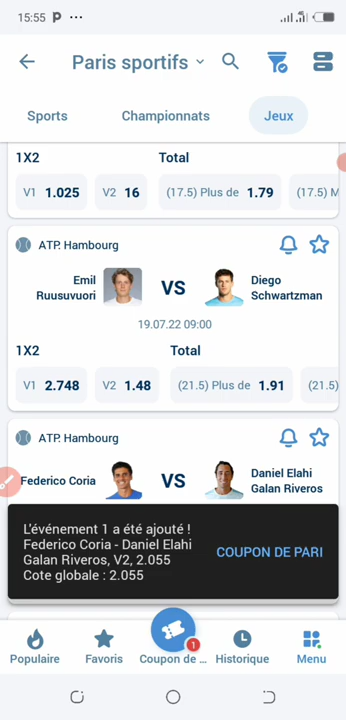 15:55 P
Paris sportifs
Sports Championnats Jeux
1X2 Total
V1 1.025 V2 16 (17.5) Plus de 1.79 (17.5) M
ATP. Hambourg
Emil Ruusuvuori VS Diego Schwartzman
19.07.22 09:00
1X2 Total
V1 2.748 V2 1.48 (21.5) Plus de 1.91 (21.5)
ATP. Hambourg
Federico Coria VS Daniel Elahi Galan Riveros
L'événement 1 a été ajouté !
Federico Coria - Daniel Elahi
Galan Riveros, V2, 2.055
Cote globale : 2.055
COUPON DE PARI
1
Populaire Favoris Coupon de ... Historique Menu